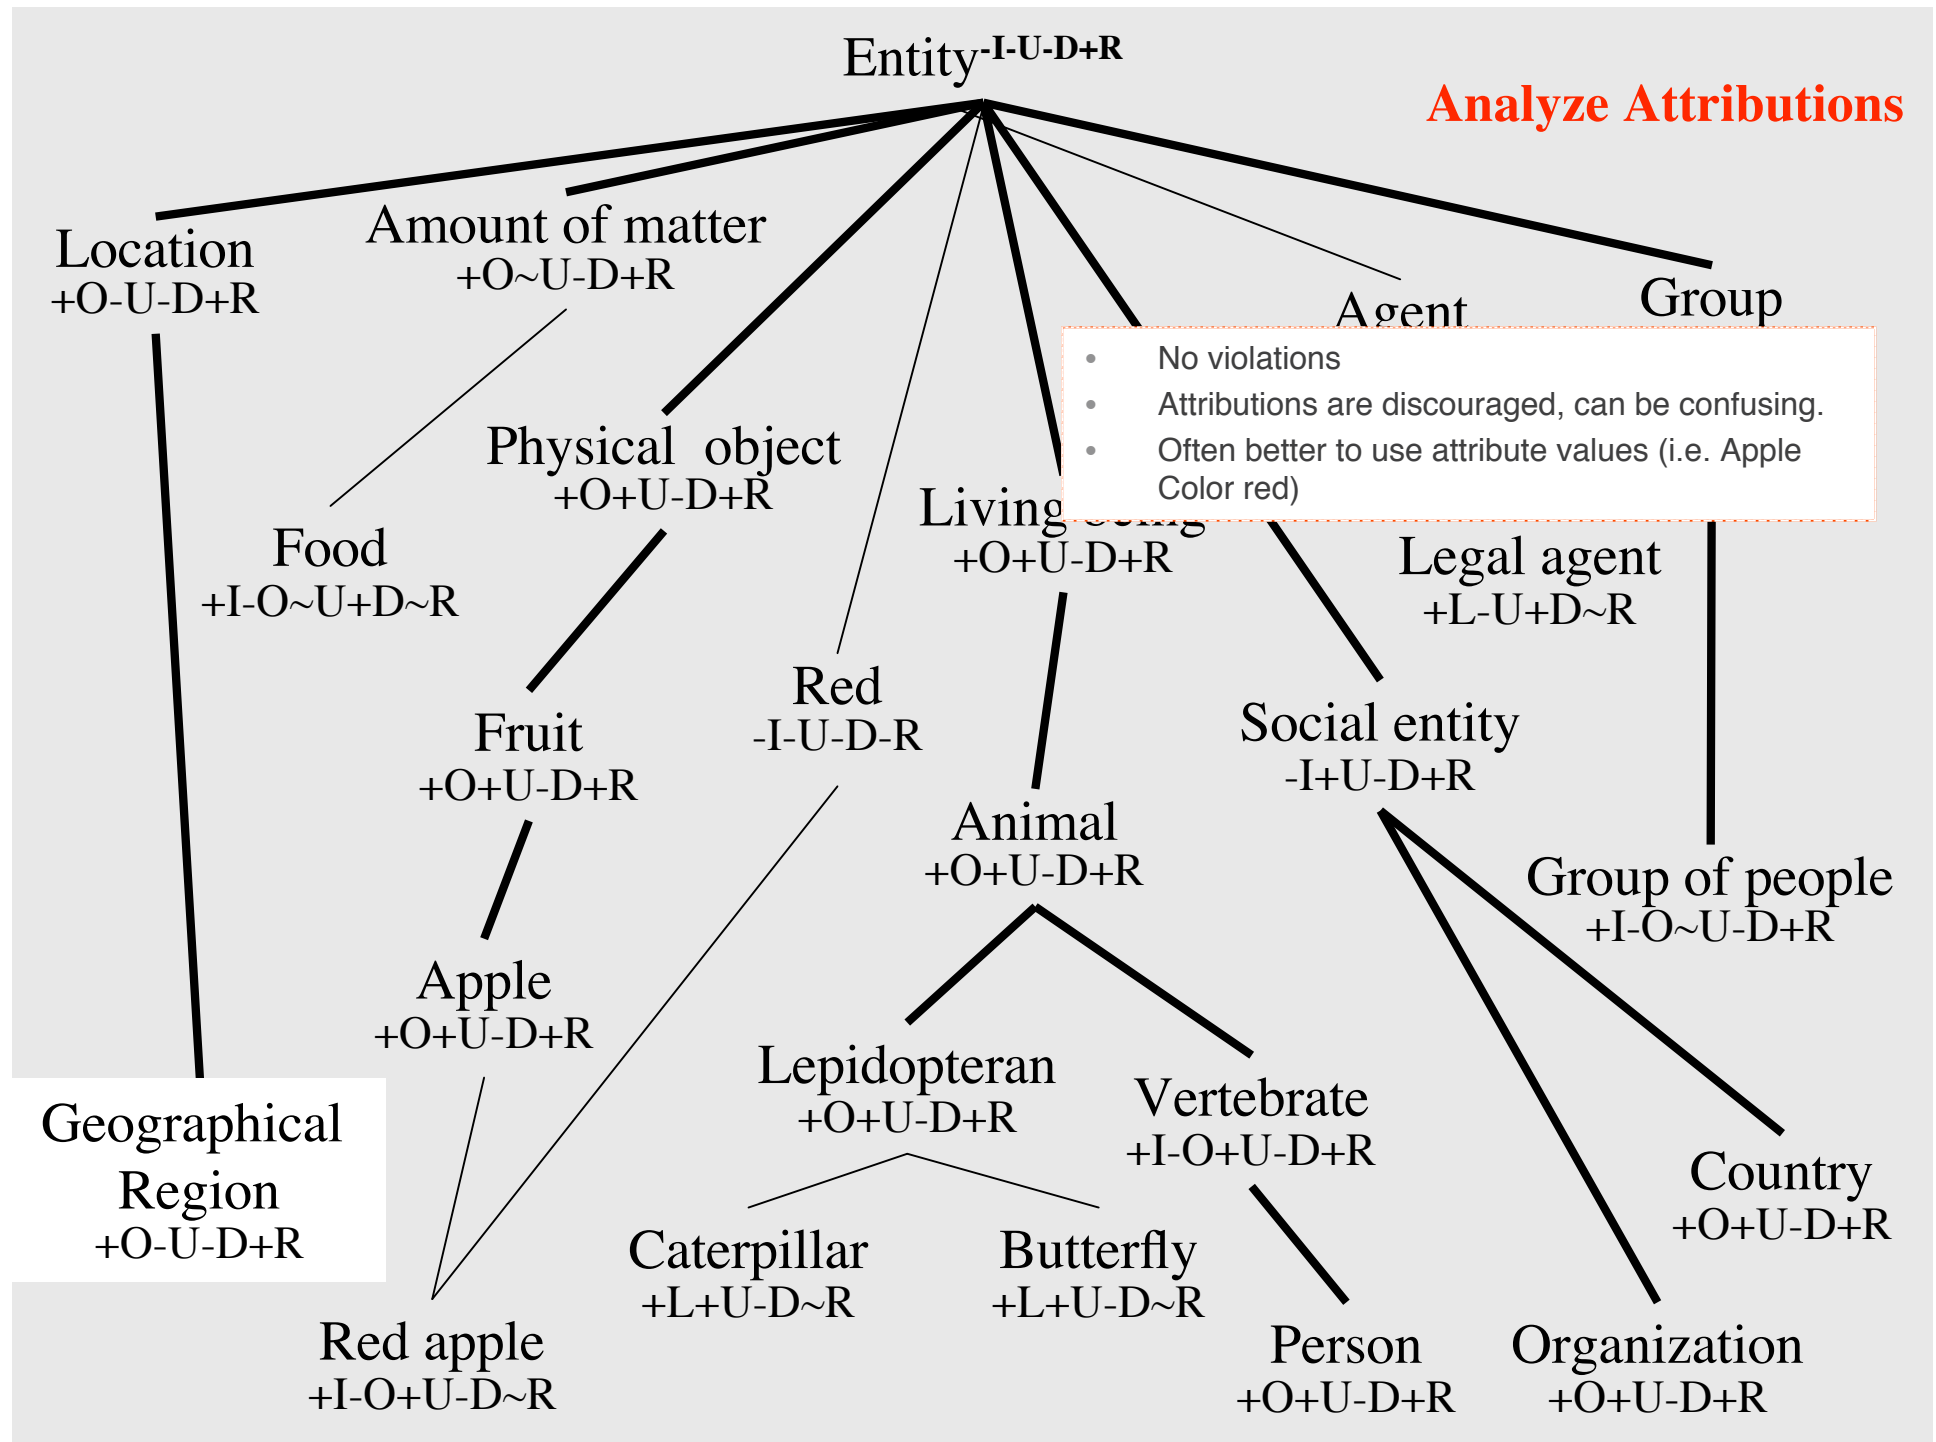 Entity-I-U-D+R
Analyze Attributions
Location
+O-U-D+R
Amount of matter
+O~U-D+R
Agent
Group
• No violations
• Attributions are discouraged, can be confusing.
• Often better to use attribute values (i.e. Apple
Color red)
Physical object
+O+U-D+R
Living being
+O+U-D+R
Food
+I-O~U+D~R
Legal agent
+L-U+D~R
Red
-I-U-D-R
Fruit
+O+U-D+R
Social entity
-I+U-D+R
Animal
+O+U-D+R
Group of people
+I-O~U-D+R
Apple
+O+U-D+R
Lepidopteran
+O+U-D+R
Vertebrate
+I-O+U-D+R
Geographical
Region
+O-U-D+R
Country
+O+U-D+R
Caterpillar
+L+U-D~R
Butterfly
+L+U-D~R
Red apple
+I-O+U-D~R
Person
+O+U-D+R
Organization
+O+U-D+R